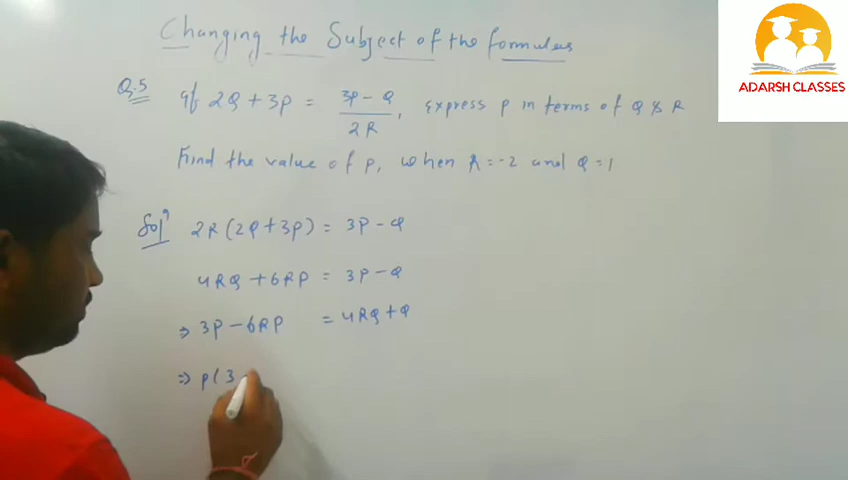 Changing the Subject of the formulas
ADARSH CLASSES
Q.5 If 2Q + 3P = (3P - Q)/2R, express P in terms of Q & R
Find the value of P, when R = -2 and Q = 1
Solⁿ 2R(2Q + 3P) = 3P - Q
4RQ + 6RP = 3P - Q
⇒ 3P - 6RP = 4RQ + Q
⇒ P(3